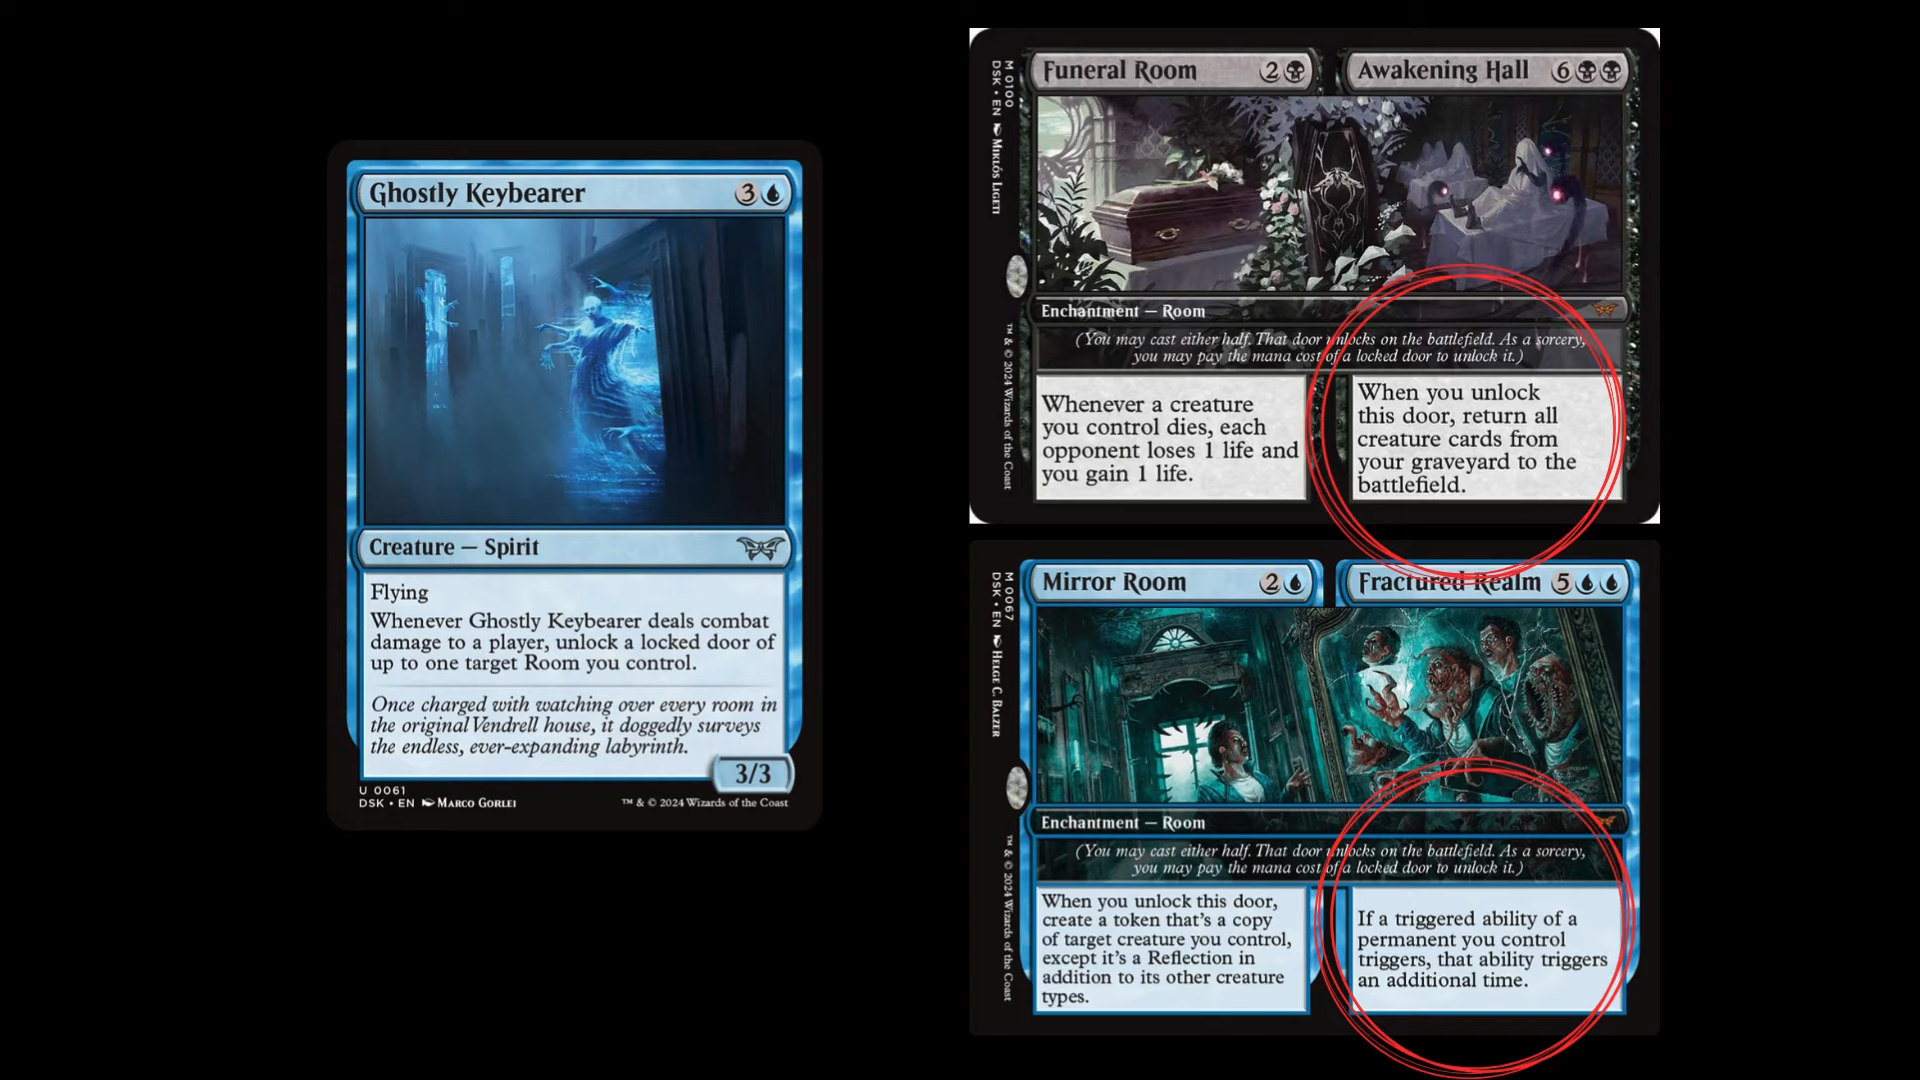 Ghostly Keybearer 3
Creature — Spirit
Flying
Whenever Ghostly Keybearer deals combat
damage to a player, unlock a locked door of
up to one target Room you control.
Once charged with watching over every room in
the original Vendrell house, it doggedly surveys
the endless, ever-expanding labyrinth.
3/3
U 0061
DSK • EN MARCO GORLEI
™ & © 2024 Wizards of the Coast
Funeral Room 2
Awakening Hall 6
M 0100
DSK • EN MIKLÓS LIGETI
™ & © 2024 Wizards of the Coast
Enchantment — Room
(You may cast either half. That door unlocks on the battlefield. As a sorcery,
you may pay the mana cost of a locked door to unlock it.)
Whenever a creature
you control dies, each
opponent loses 1 life and
you gain 1 life.
When you unlock
this door, return all
creature cards from
your graveyard to the
battlefield.
Mirror Room 2
Fractured Realm 5
M 0067
DSK • EN HELGE C. BALZER
™ & © 2024 Wizards of the Coast
Enchantment — Room
(You may cast either half. That door unlocks on the battlefield. As a sorcery,
you may pay the mana cost of a locked door to unlock it.)
When you unlock this door,
create a token that's a copy
of target creature you control,
except it's a Reflection in
addition to its other creature
types.
If a triggered ability of a
permanent you control
triggers, that ability triggers
an additional time.